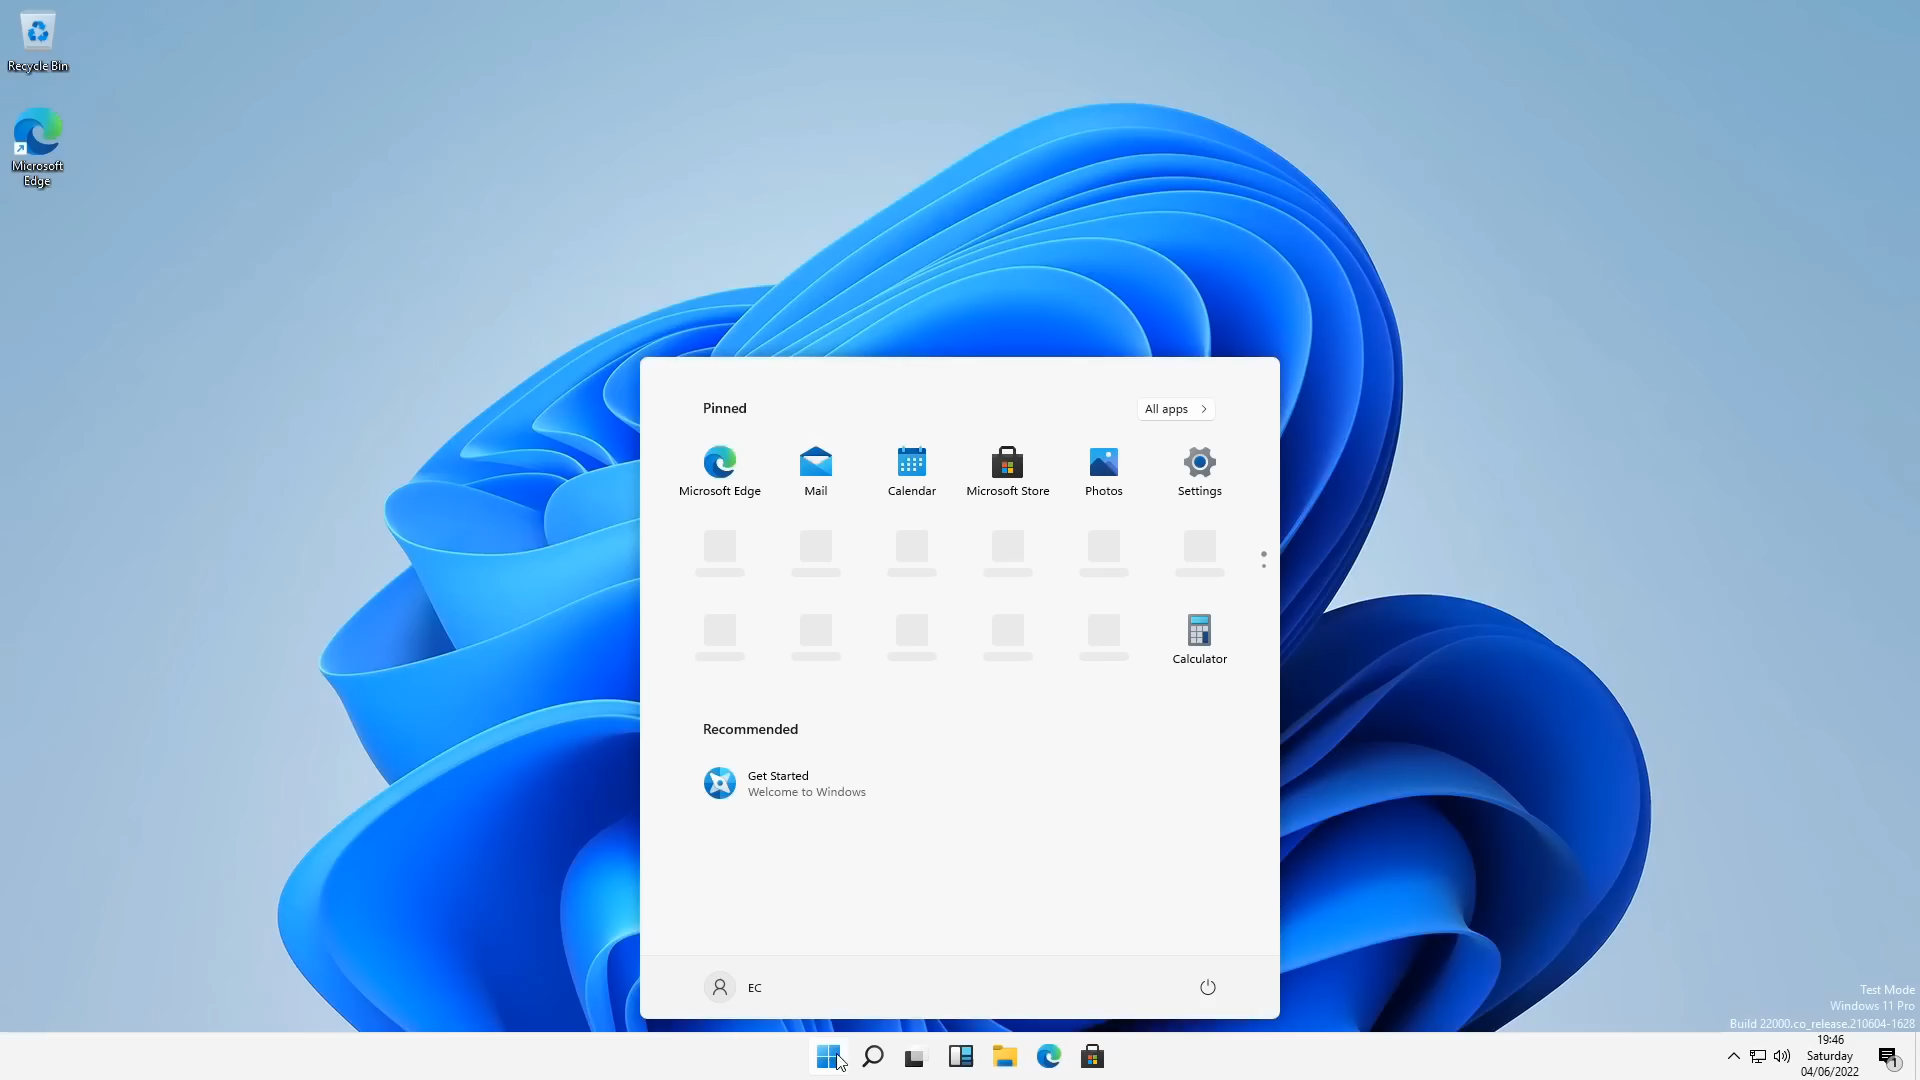 Recycle Bin
Microsoft
Edge
Pinned
All apps
Microsoft Edge
Mail
Calendar
Microsoft Store
Photos
Settings
Calculator
Recommended
Get Started
Welcome to Windows
EC
Test Mode
Windows 11 Pro
Build 22000.co_release.210604-1628
19:46
Saturday
04/06/2022
1